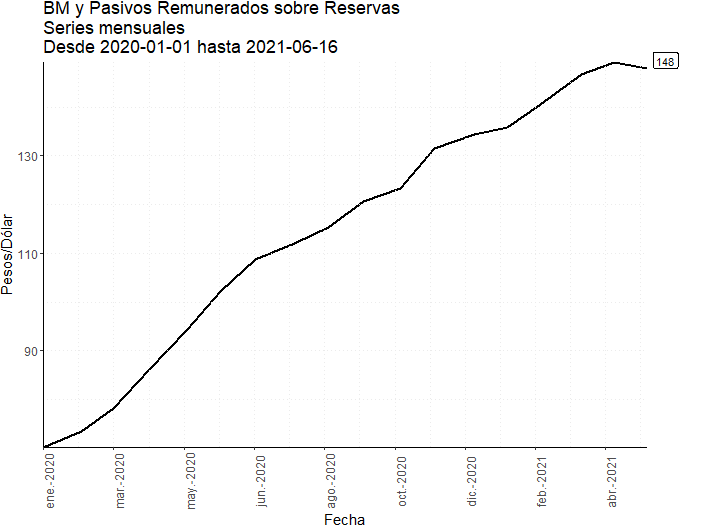 BM y Pasivos Remunerados sobre Reservas
Series mensuales
Desde 2020-01-01 hasta 2021-06-16
148
130
110
90
Pesos/Dólar
ene.-2020
mar.-2020
may.-2020
jun.-2020
ago.-2020
oct.-2020
dic.-2020
feb.-2021
abr.-2021
Fecha